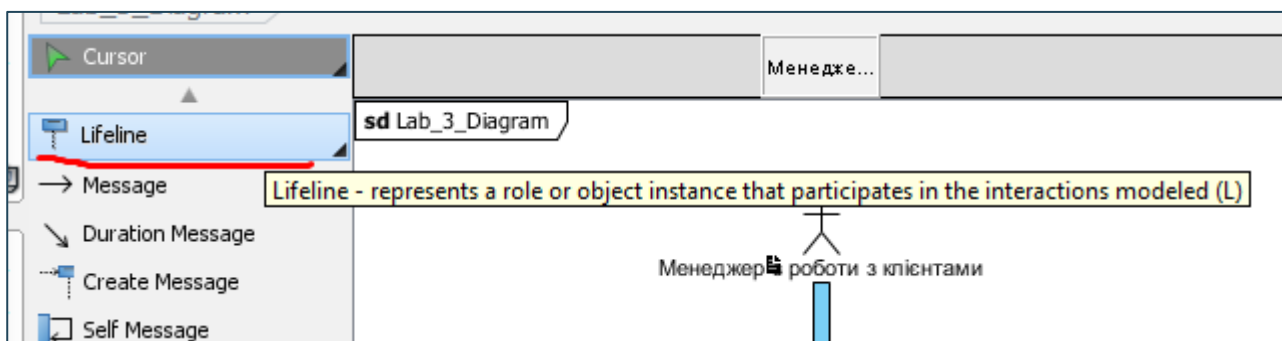 Cursor
Менедже...
Lifeline
sd Lab_3_Diagram
Message
Lifeline - represents a role or object instance that participates in the interactions modeled (L)
Duration Message
Менеджер роботи з клієнтами
Create Message
Self Message